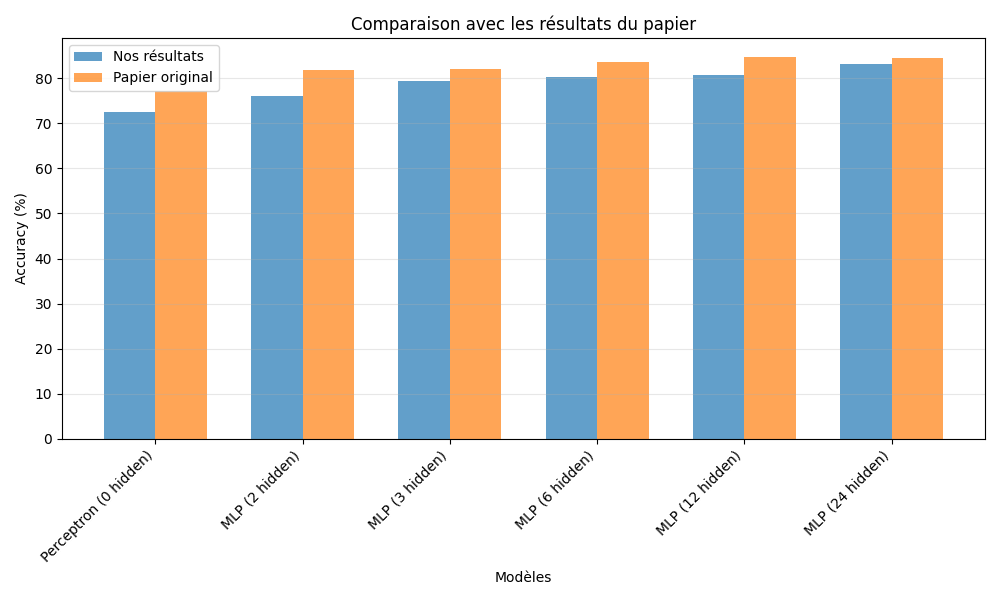 Comparaison avec les résultats du papier
Nos résultats
Papier original
Accuracy (%)
80
70
60
50
40
30
20
10
0
Perceptron (0 hidden)
MLP (2 hidden)
MLP (3 hidden)
MLP (6 hidden)
MLP (12 hidden)
MLP (24 hidden)
Modèles